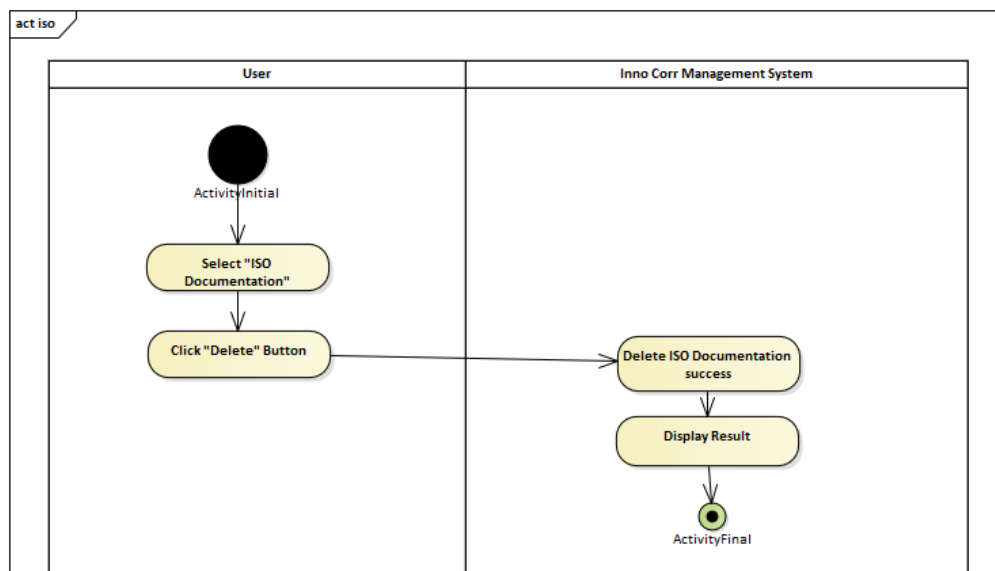 act iso
User
Inno Corr Management System
ActivityInitial
Select "ISO
Documentation"
Click "Delete" Button
Delete ISO Documentation
success
Display Result
ActivityFinal